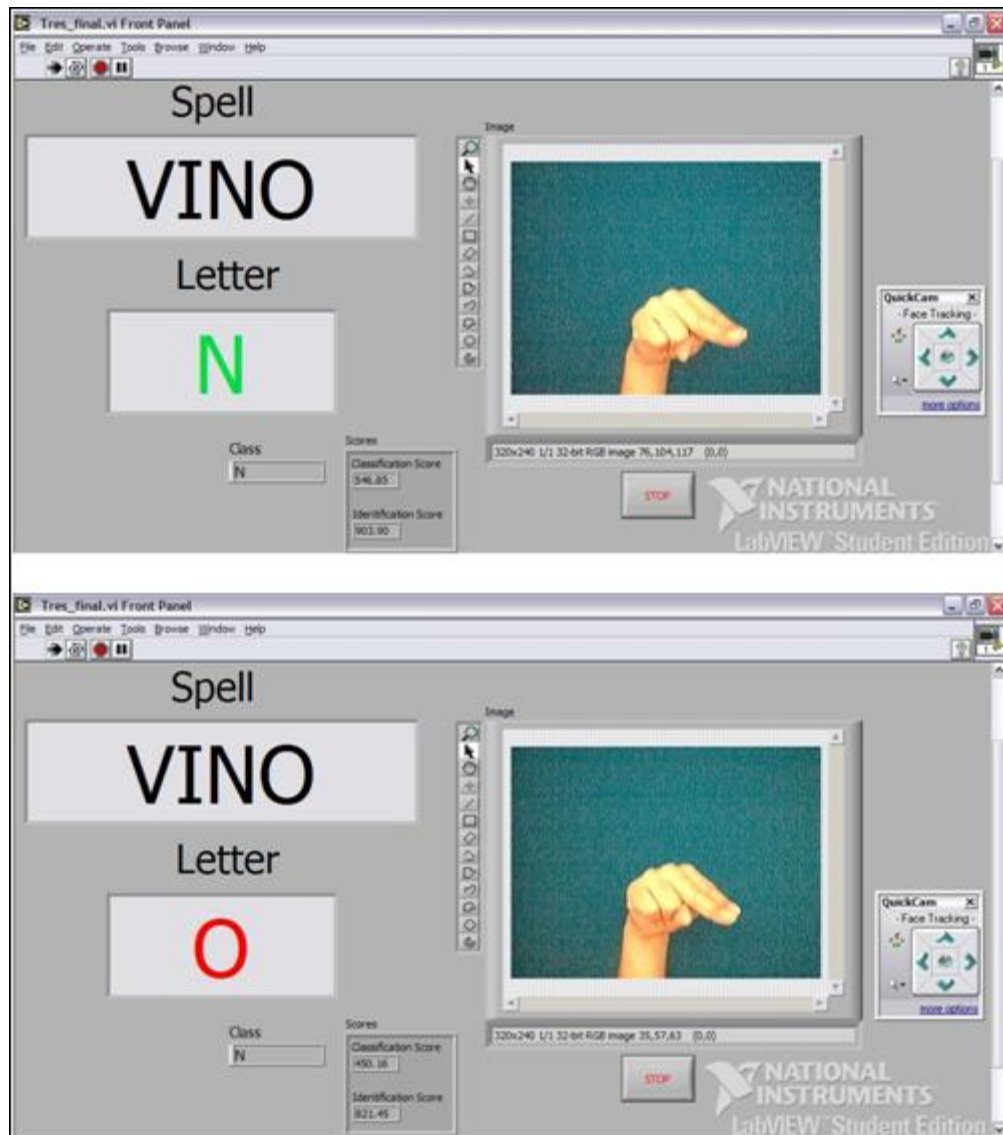 Tres_final.vi Front Panel
File Edit Operate Tools Browse Window Help
Spell
VINO
Letter
N
Class
N
Scores
Classification Score
546.85
Identification Score
903.90
Image
320x240 1/1 32-bit RGB image 76,104,117 (0,0)
STOP
QuickCam X
- Face Tracking -
more options
NATIONAL
INSTRUMENTS
LabVIEW™ Student Edition
Tres_final.vi Front Panel
File Edit Operate Tools Browse Window Help
Spell
VINO
Letter
O
Class
N
Scores
Classification Score
450.16
Identification Score
821.45
Image
320x240 1/1 32-bit RGB image 35,57,63 (0,0)
STOP
QuickCam X
- Face Tracking -
more options
NATIONAL
INSTRUMENTS
LabVIEW™ Student Edition